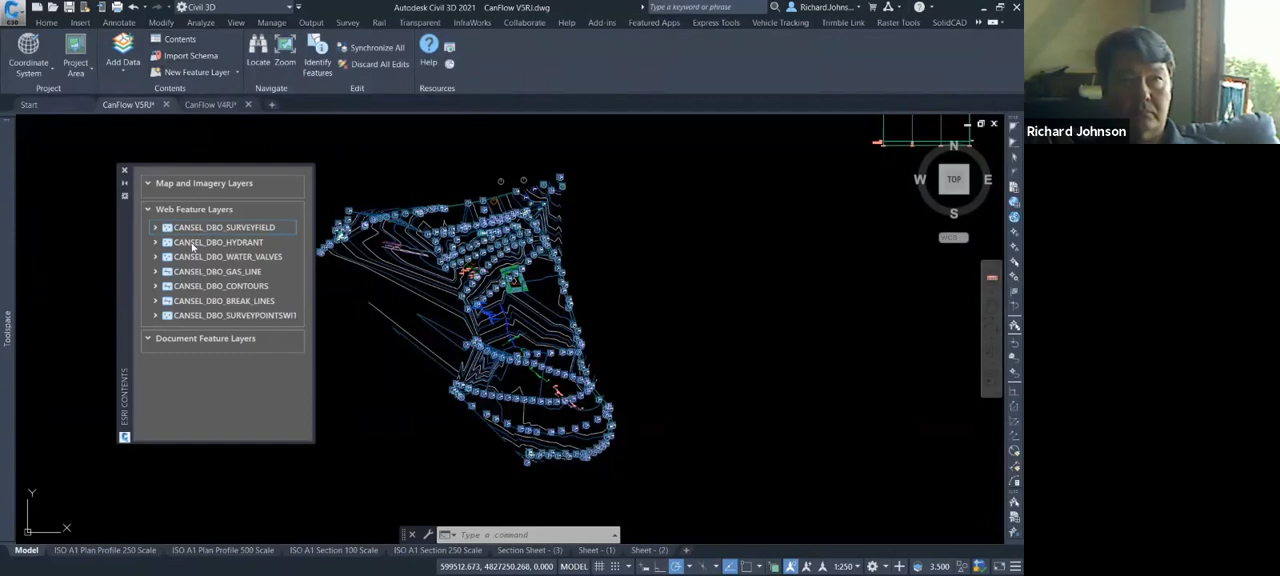 Civil 3D
Autodesk Civil 3D 2021 CanFlow V5RJ.dwg
Type a keyword or phrase
Richard Johns...
Home Insert Annotate Modify Analyze View Manage Output Survey Rail Transparent InfraWorks Collaborate Help Add-ins Featured Apps Express Tools Vehicle Tracking Trimble Link Raster Tools SolidCAD
Coordinate System
Project Area
Add Data
Contents
Import Schema
New Feature Layer
Locate
Zoom
Identify Features
Synchronize All
Discard All Edits
Help
Project Contents Navigate Edit Resources
Start CanFlow V5RJ* CanFlow V4RJ*
Map and Imagery Layers
Web Feature Layers
CANSEL_DBO_SURVEYFIELD
CANSEL_DBO_HYDRANT
CANSEL_DBO_WATER_VALVES
CANSEL_DBO_GAS_LINE
CANSEL_DBO_CONTOURS
CANSEL_DBO_BREAK_LINES
CANSEL_DBO_SURVEYPOINTSWIT
Document Feature Layers
ESRI CONTENTS
Toolspace
N
W TOP E
S
WCS
Richard Johnson
Y
X
Type a command
Model ISO A1 Plan Profile 250 Scale ISO A1 Plan Profile 500 Scale ISO A1 Section 100 Scale ISO A1 Section 250 Scale Section Sheet - (3) Sheet - (1) Sheet - (2)
599512.673, 4827250.268, 0.000 MODEL 1:250 3.500